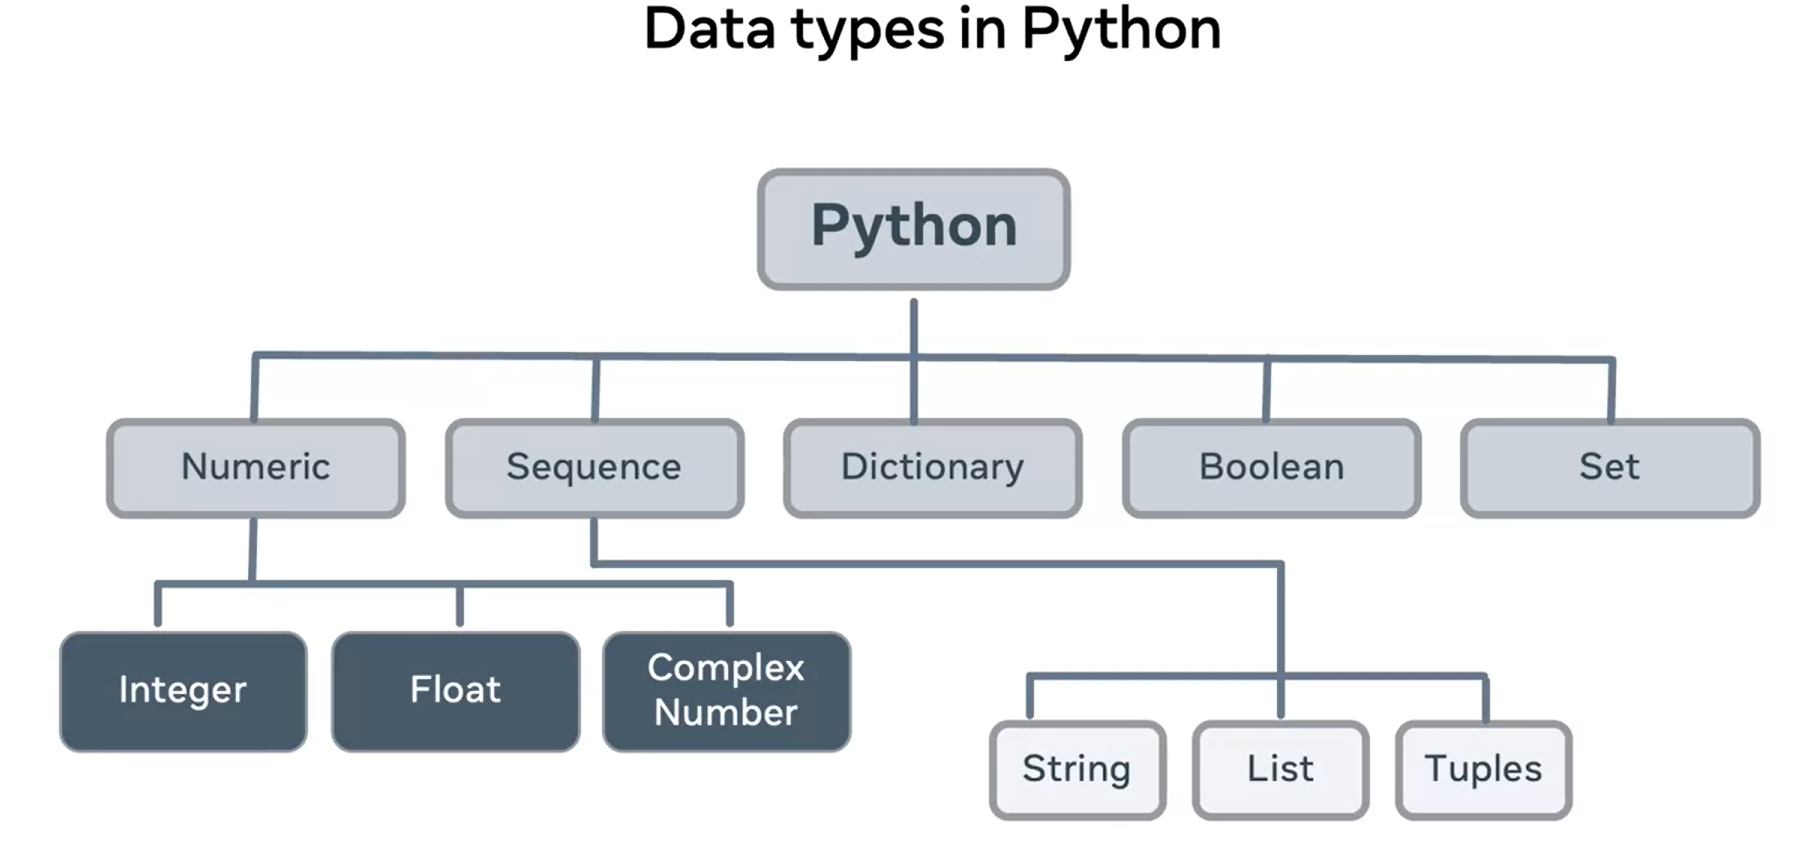 Data types in Python
Python
Numeric
Sequence
Dictionary
Boolean
Set
Integer
Float
Complex
Number
String
List
Tuples